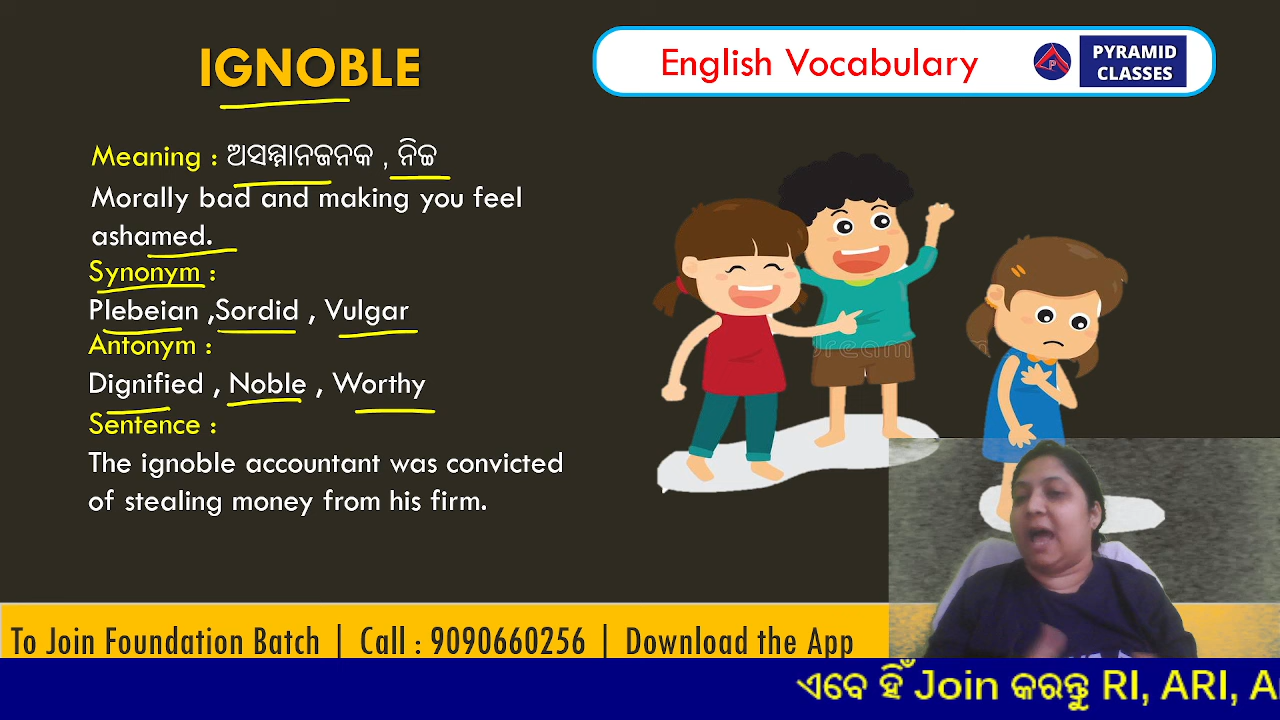 IGNOBLE
English Vocabulary
PYRAMID
CLASSES
Meaning : ଅସମ୍ମାନଜନକ , ନିଚ୍ଚ
Morally bad and making you feel
ashamed.
Synonym :
Plebeian ,Sordid , Vulgar
Antonym :
Dignified , Noble , Worthy
Sentence :
The ignoble accountant was convicted
of stealing money from his firm.
To Join Foundation Batch | Call : 9090660256 | Download the App
ଏବେ ହିଁ Join କରନ୍ତୁ RI, ARI,